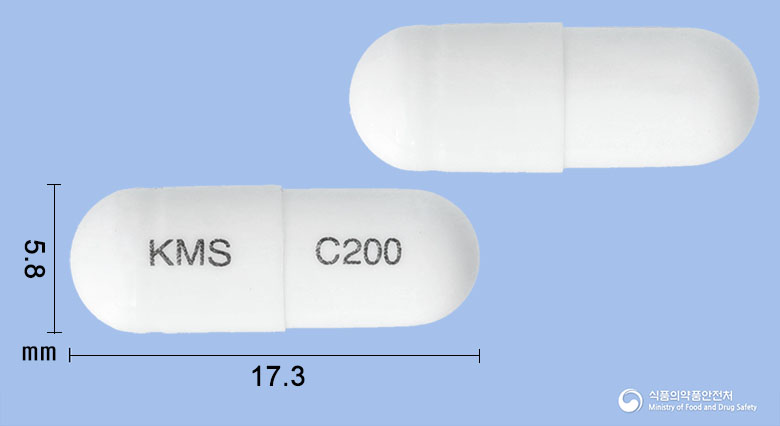 KMS C200
5.8
mm
17.3
식품의약품안전처
Ministry of Food and Drug Safety